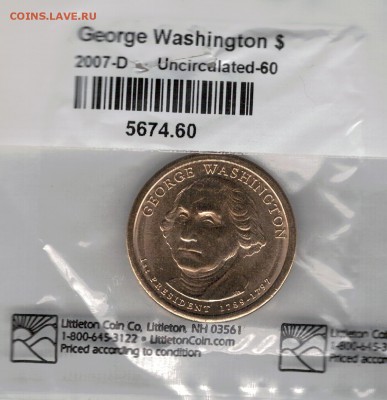 COINS.LAVE.RU
George Washington $
2007-D Uncirculated-60
5674.60
GEORGE WASHINGTON
1st PRESIDENT 1789-1797
Littleton Coin Co, Littleton, NH 03561
1-800-645-3122 • LittletonCoin.com
Priced according to condition
Littleton Coin
1-800-645-3
Priced accor